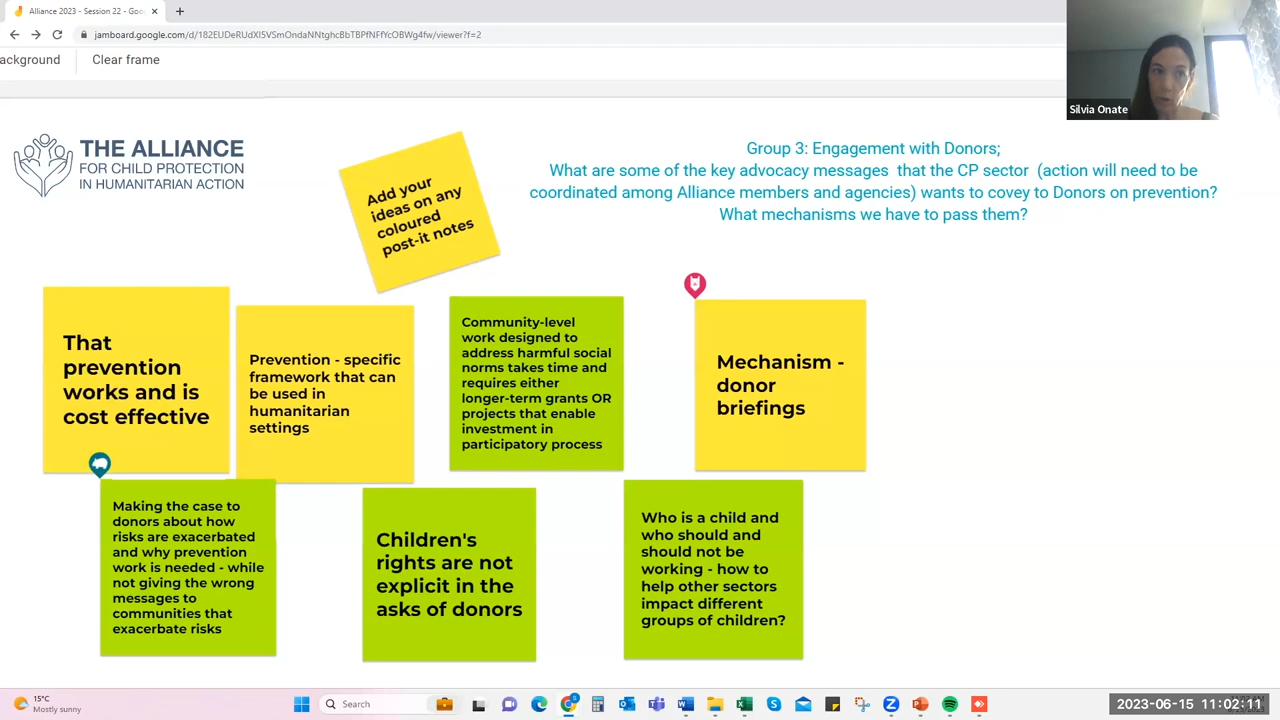 Alliance 2023 - Session 22 - Goo
jamboard.google.com/d/182EUDeRUdXl5VSmOndaNNtghcBbTBPfNFfYcOBWg4fw/viewer?f=2
ackground
Clear frame
Silvia Onate
THE ALLIANCE
FOR CHILD PROTECTION
IN HUMANITARIAN ACTION
Add your
ideas on any
coloured
post-it notes
Group 3: Engagement with Donors;
What are some of the key advocacy messages that the CP sector (action will need to be
coordinated among Alliance members and agencies) wants to covey to Donors on prevention?
What mechanisms we have to pass them?
That
prevention
works and is
cost effective
Prevention - specific
framework that can
be used in
humanitarian
settings
Community-level
work designed to
address harmful social
norms takes time and
requires either
longer-term grants OR
projects that enable
investment in
participatory process
Mechanism -
donor
briefings
Making the case to
donors about how
risks are exacerbated
and why prevention
work is needed - while
not giving the wrong
messages to
communities that
exacerbate risks
Children's
rights are not
explicit in the
asks of donors
Who is a child and
who should and
should not be
working - how to
help other sectors
impact different
groups of children?
15°C
Mostly sunny
Search
2023-06-15 11:02:11